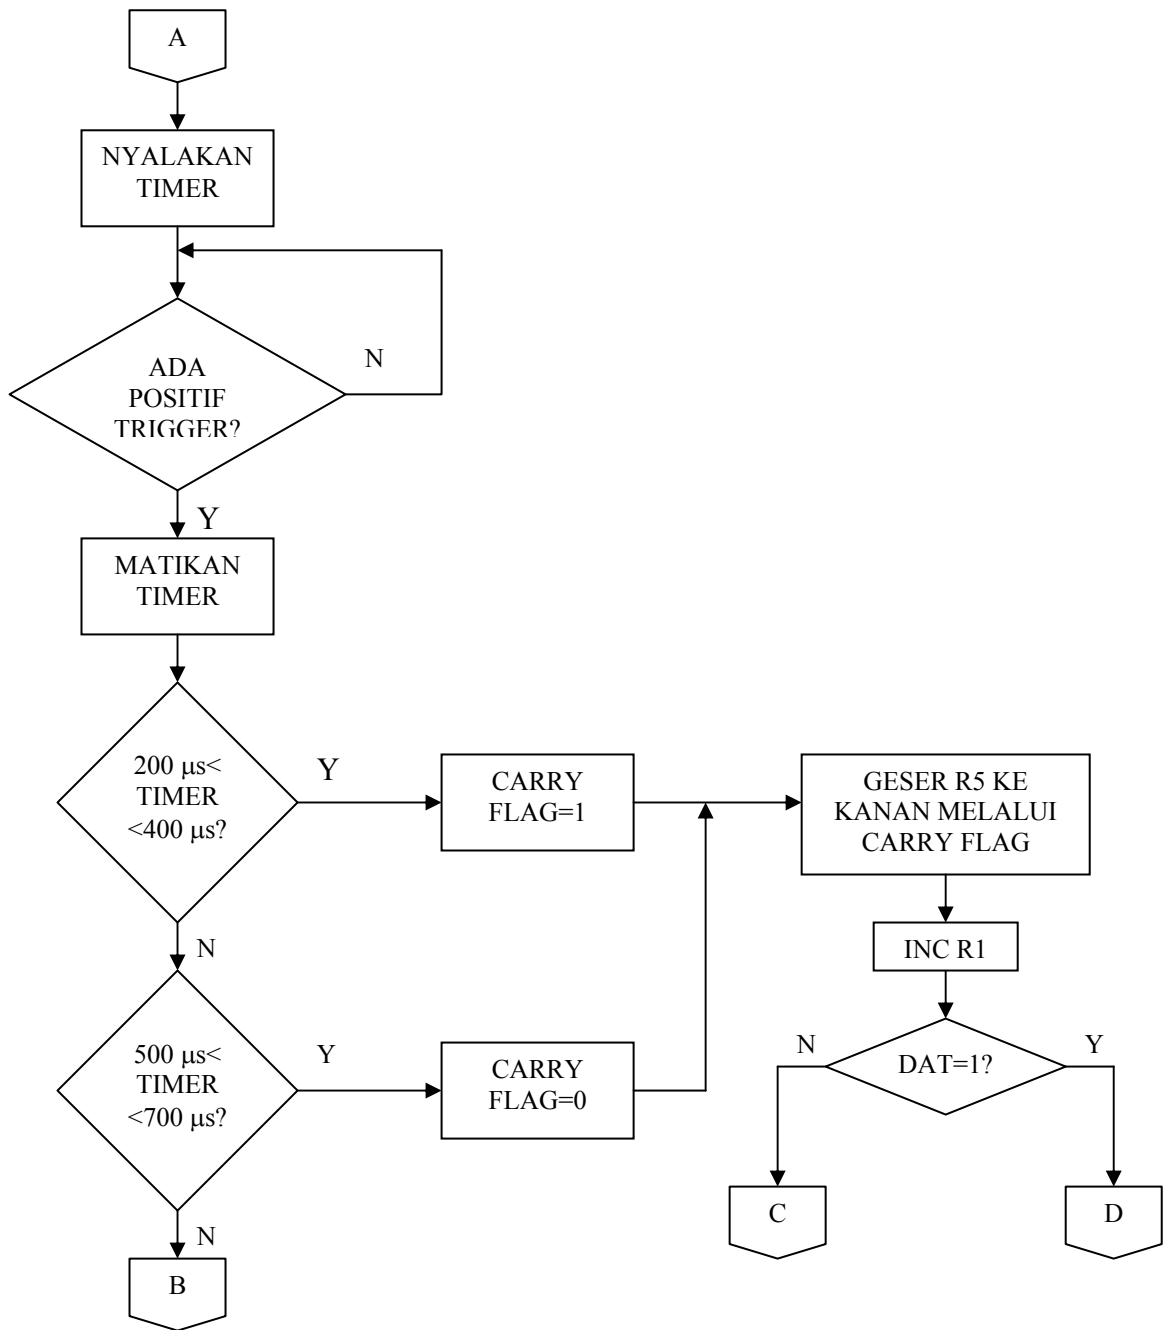 A
NYALAKAN
TIMER
ADA
POSITIF
TRIGGER?
N
Y
MATIKAN
TIMER
200 µs<
TIMER
<400 µs?
Y
CARRY
FLAG=1
GESER R5 KE
KANAN MELALUI
CARRY FLAG
N
INC R1
500 µs<
TIMER
<700 µs?
Y
CARRY
FLAG=0
N
DAT=1?
Y
C
D
N
B